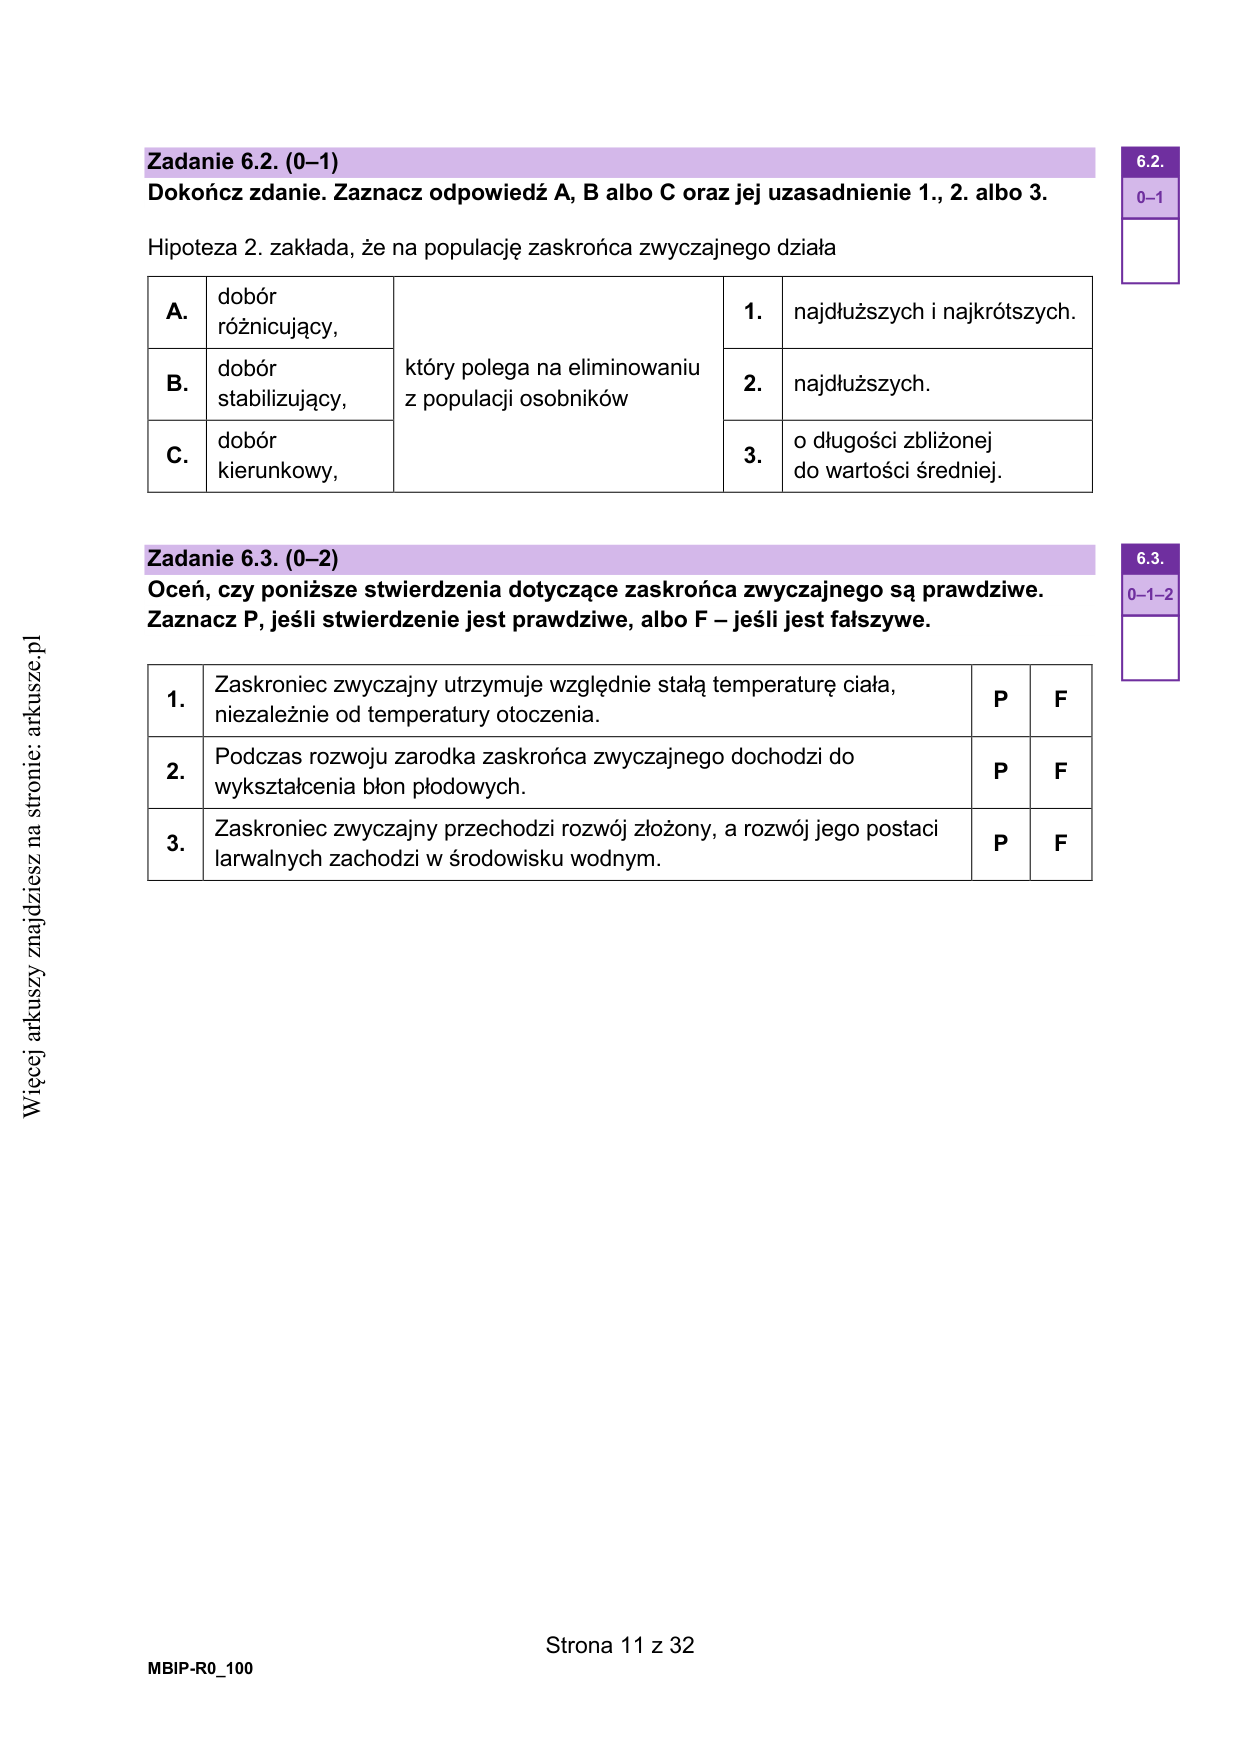 Zadanie 6.2. (0–1)
Dokończ zdanie. Zaznacz odpowiedź A, B albo C oraz jej uzasadnienie 1., 2. albo 3.
6.2.
0–1
Hipoteza 2. zakłada, że na populację zaskrońca zwyczajnego działa
A.
dobór
różnicujący,
B.
dobór
stabilizujący,
C.
dobór
kierunkowy,
który polega na eliminowaniu
z populacji osobników
1.
najdłuższych i najkrótszych.
2.
najdłuższych.
3.
o długości zbliżonej
do wartości średniej.
Zadanie 6.3. (0–2)
Oceń, czy poniższe stwierdzenia dotyczące zaskrońca zwyczajnego są prawdziwe.
Zaznacz P, jeśli stwierdzenie jest prawdziwe, albo F – jeśli jest fałszywe.
6.3.
0–1–2
1.
Zaskroniec zwyczajny utrzymuje względnie stałą temperaturę ciała,
niezależnie od temperatury otoczenia.
P
F
2.
Podczas rozwoju zarodka zaskrońca zwyczajnego dochodzi do
wykształcenia błon płodowych.
P
F
3.
Zaskroniec zwyczajny przechodzi rozwój złożony, a rozwój jego postaci
larwalnych zachodzi w środowisku wodnym.
P
F
Więcej arkuszy znajdziesz na stronie: arkusze.pl
Strona 11 z 32
MBIP-R0_100